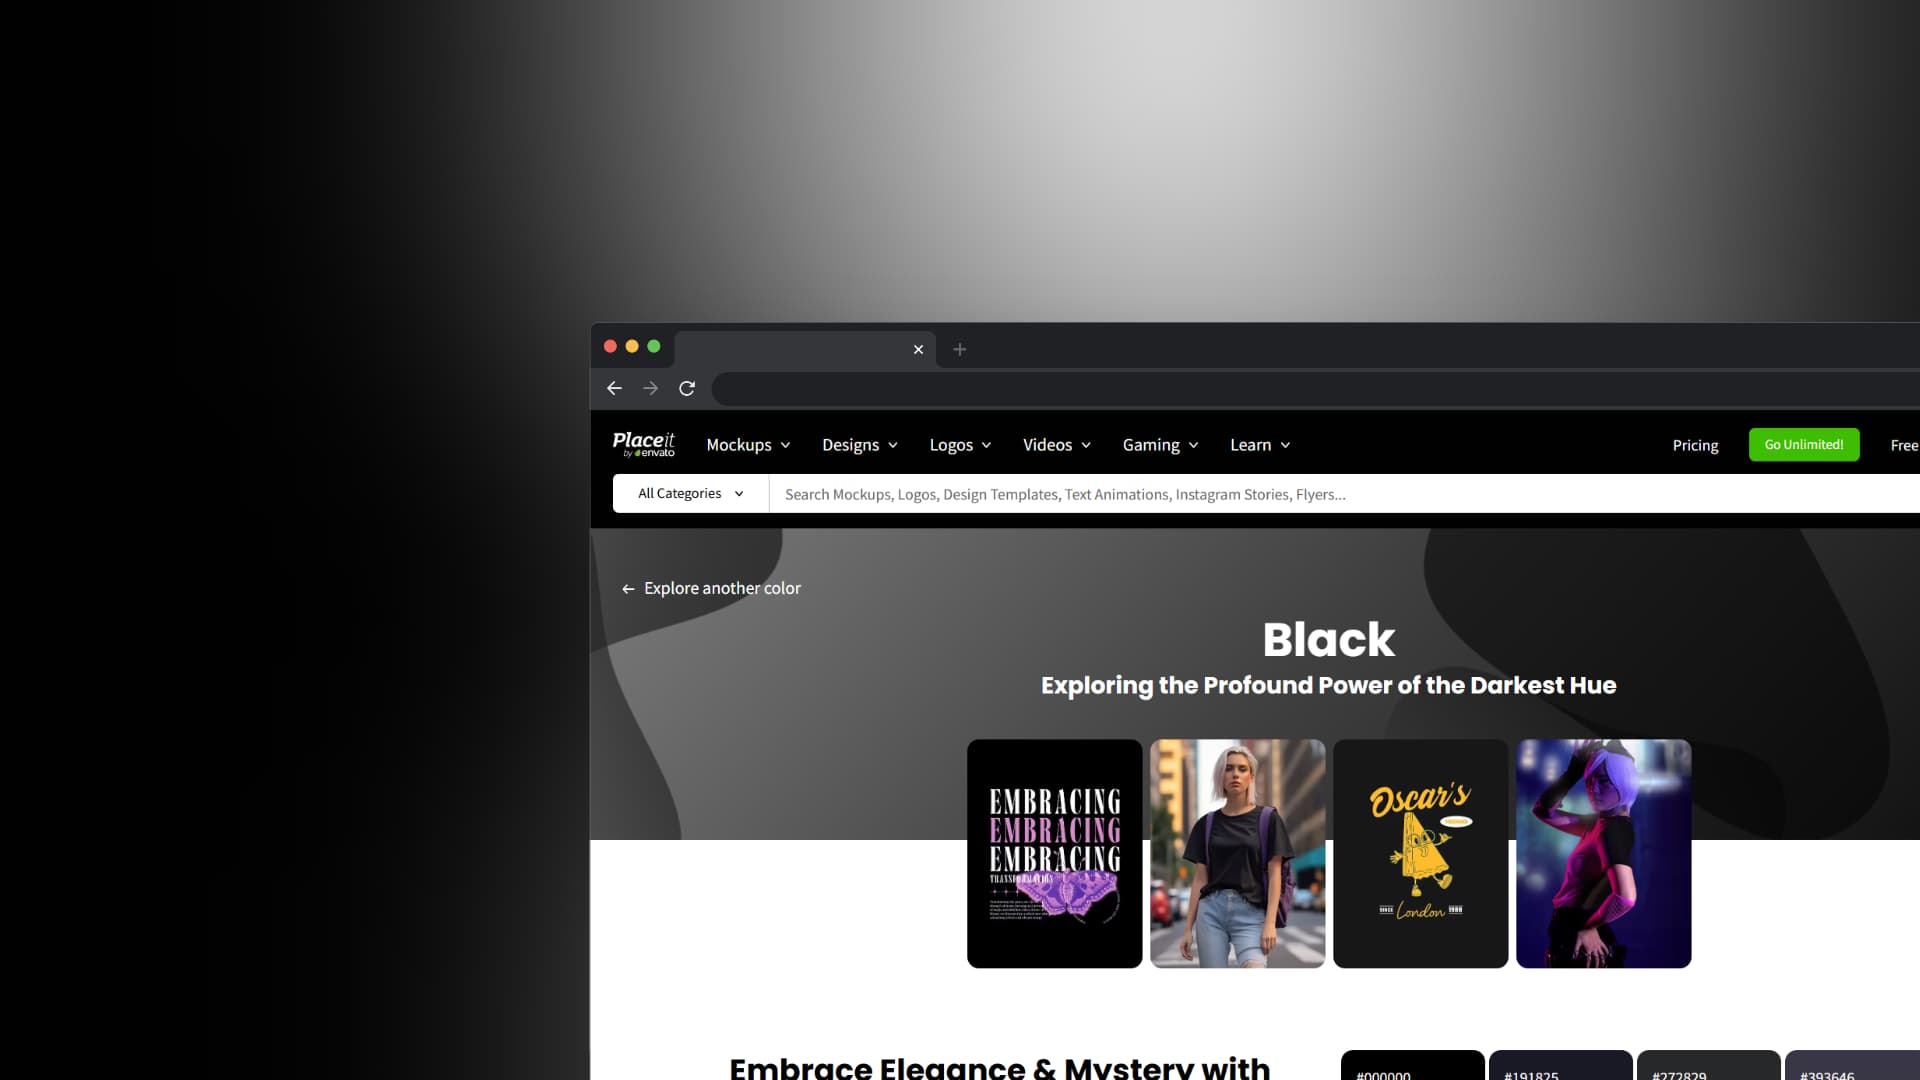 Placeit
by envato
Mockups
Designs
Logos
Videos
Gaming
Learn
Pricing
Go Unlimited!
Free
All Categories
Search Mockups, Logos, Design Templates, Text Animations, Instagram Stories, Flyers...
Explore another color
Black
Exploring the Profound Power of the Darkest Hue
EMBRACING
EMBRACING
EMBRACING
TRANSFORMATION
Oscar's
SINCE London 1980
Embrace Elegance & Mystery with
#000000
#191825
#272829
#393646